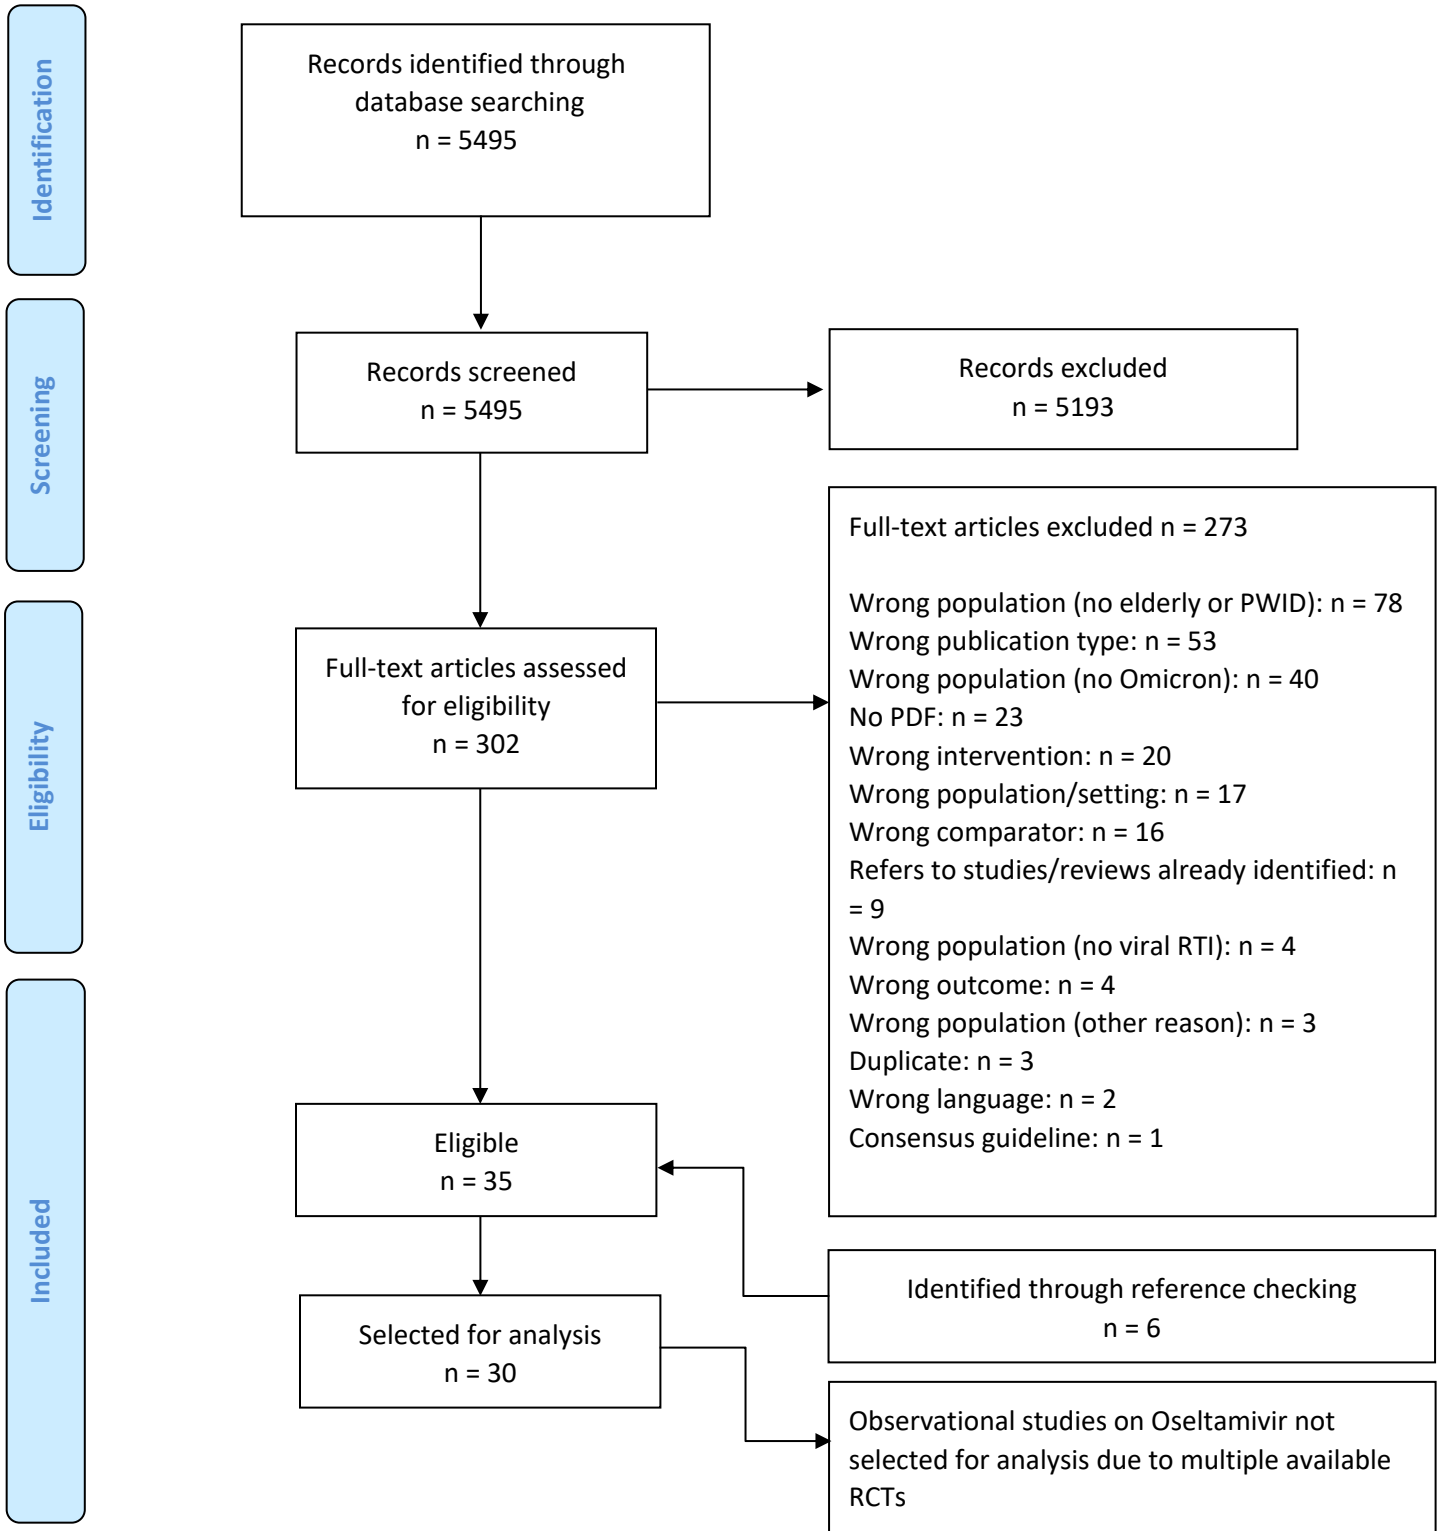 Identification
Records identified through
database searching
n = 5495
Screening
Records screened
n = 5495
Records excluded
n = 5193
Eligibility
Full-text articles assessed
for eligibility
n = 302
Full-text articles excluded n = 273
Wrong population (no elderly or PWID): n = 78
Wrong publication type: n = 53
Wrong population (no Omicron): n = 40
No PDF: n = 23
Wrong intervention: n = 20
Wrong population/setting: n = 17
Wrong comparator: n = 16
Refers to studies/reviews already identified: n
= 9
Wrong population (no viral RTI): n = 4
Wrong outcome: n = 4
Wrong population (other reason): n = 3
Duplicate: n = 3
Wrong language: n = 2
Consensus guideline: n = 1
Included
Eligible
n = 35
Identified through reference checking
n = 6
Selected for analysis
n = 30
Observational studies on Oseltamivir not
selected for analysis due to multiple available
RCTs